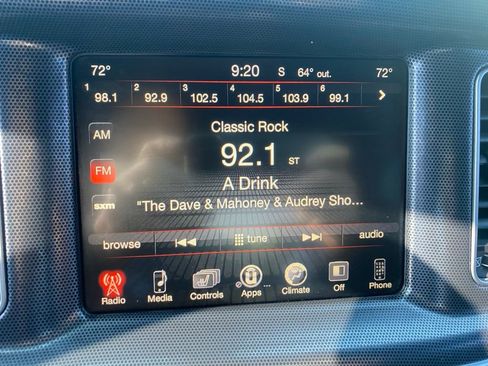 72° 9:20 S 64° out. 72°
1 98.1 2 92.9 3 102.5 4 104.5 5 103.9 6 99.1
AM
Classic Rock
FM
92.1 ST
A Drink
sxm
"The Dave & Mahoney & Audrey Sho...
browse tune audio
Radio Media Controls Apps ... Climate Off Phone